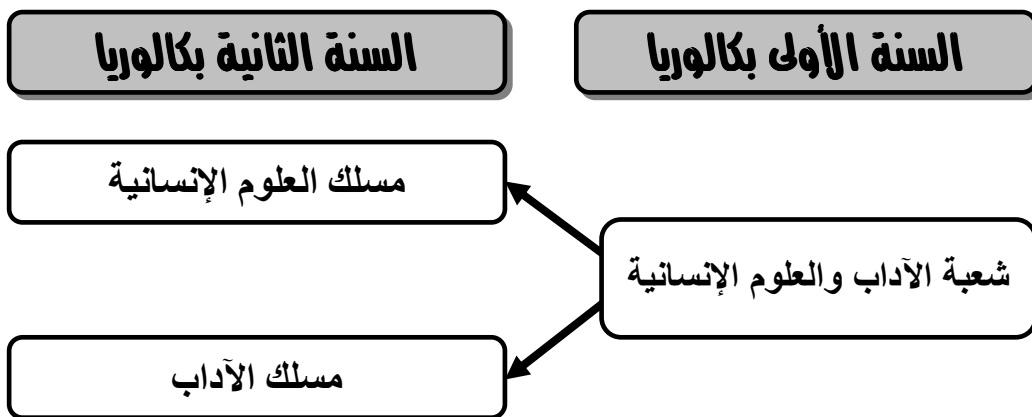 السنة الأولى بكالوريا
السنة الثانية بكالوريا
مسلك العلوم الإنسانية
شعبة الآداب والعلوم الإنسانية
مسلك الآداب